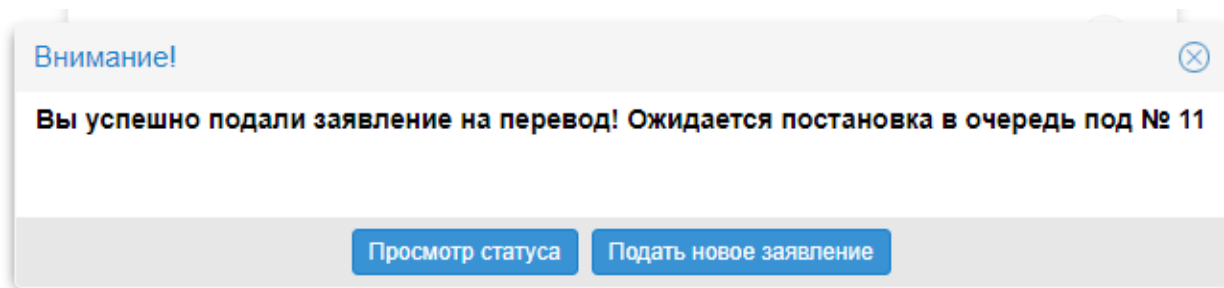 Внимание!
Вы успешно подали заявление на перевод! Ожидается постановка в очередь под № 11
Просмотр статуса
Подать новое заявление